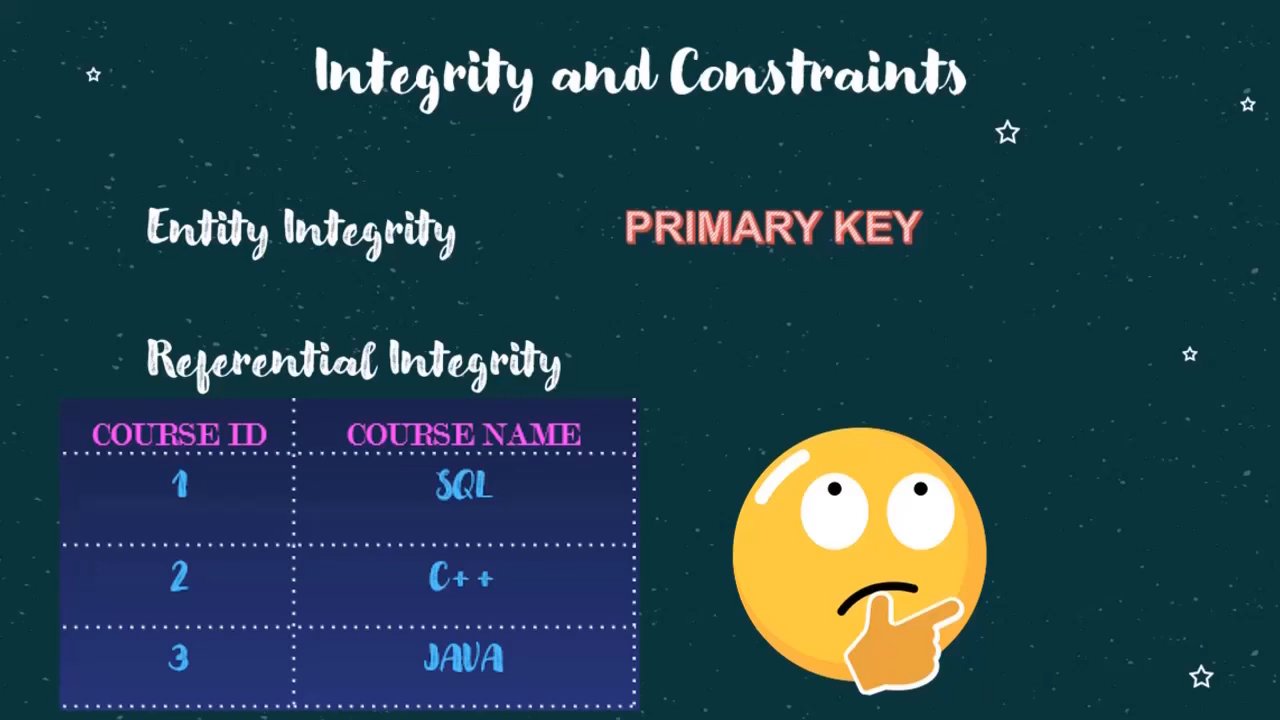 Integrity and Constraints
Entity Integrity PRIMARY KEY
Referential Integrity
COURSE ID COURSE NAME
1 SQL
2 C++
3 JAVA